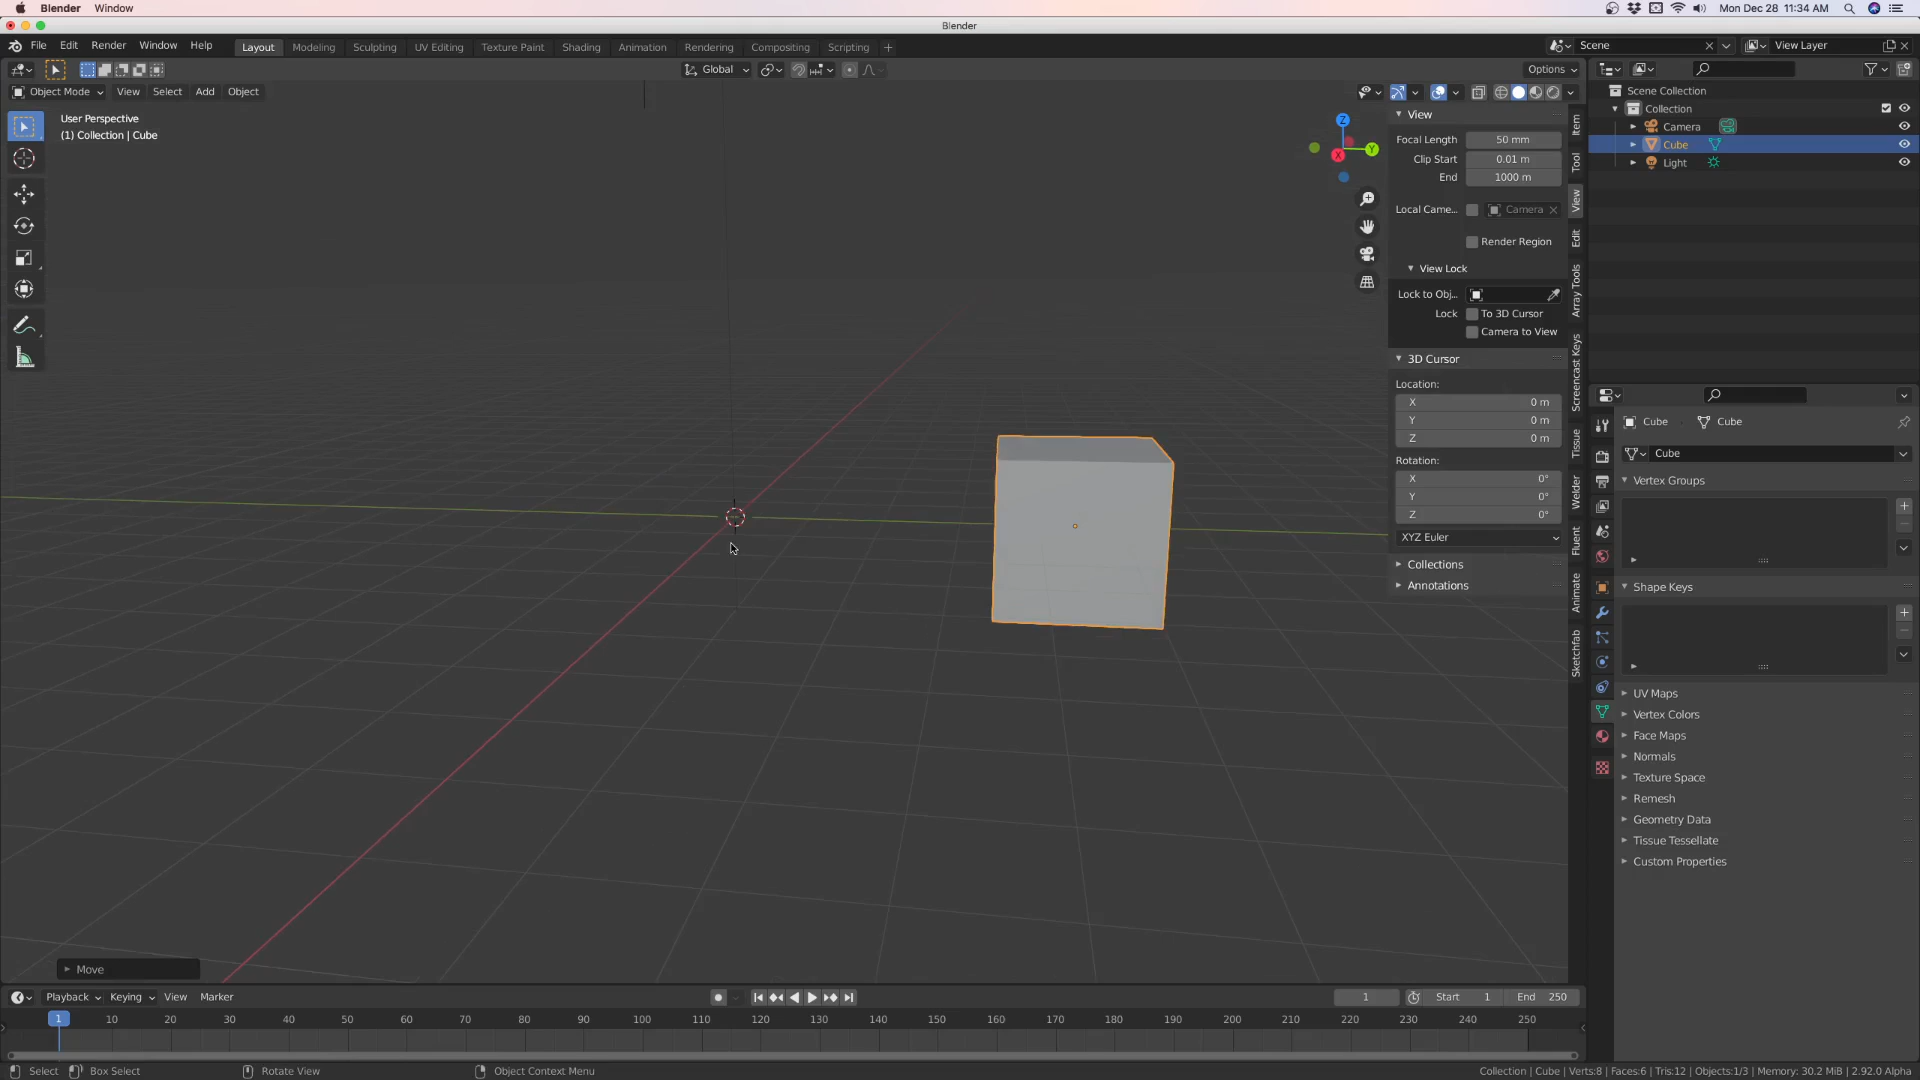 Blender Window Mon Dec 28 11:34 AM
Blender
File Edit Render Window Help Layout Modeling Sculpting UV Editing Texture Paint Shading Animation Rendering Compositing Scripting + Scene View Layer
Global Options
Object Mode View Select Add Object
User Perspective
(1) Collection | Cube
Z
Y
X
View
Focal Length 50 mm
Clip Start 0.01 m
End 1000 m
Local Came... Camera
Render Region
View Lock
Lock to Obj...
Lock To 3D Cursor
Camera to View
3D Cursor
Location:
X 0 m
Y 0 m
Z 0 m
Rotation:
X 0°
Y 0°
Z 0°
XYZ Euler
Collections
Annotations
Item
Tool
View
Edit
Array Tools
Screencast Keys
Tissue
Welder
Fluent
Animate
Sketchfab
Scene Collection
Collection
Camera
Cube
Light
Cube Cube
Cube
Vertex Groups
Shape Keys
UV Maps
Vertex Colors
Face Maps
Normals
Texture Space
Remesh
Geometry Data
Tissue Tessellate
Custom Properties
Move
Playback Keying View Marker 1 Start 1 End 250
1 10 20 30 40 50 60 70 80 90 100 110 120 130 140 150 160 170 180 190 200 210 220 230 240 250
Select Box Select Rotate View Object Context Menu Collection | Cube | Verts:8 | Faces:6 | Tris:12 | Objects:1/3 | Memory: 30.2 MiB | 2.92.0 Alpha